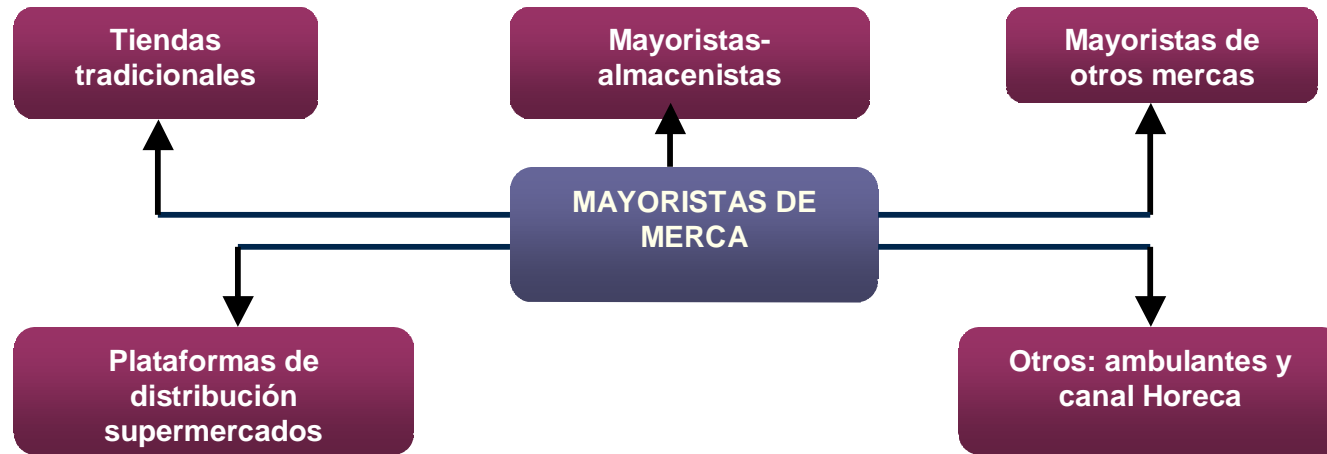 Tiendas
tradicionales
Mayoristas-
almacenistas
Mayoristas de
otros mercas
MAYORISTAS DE
MERCA
Plataformas de
distribución
supermercados
Otros: ambulantes y
canal Horeca